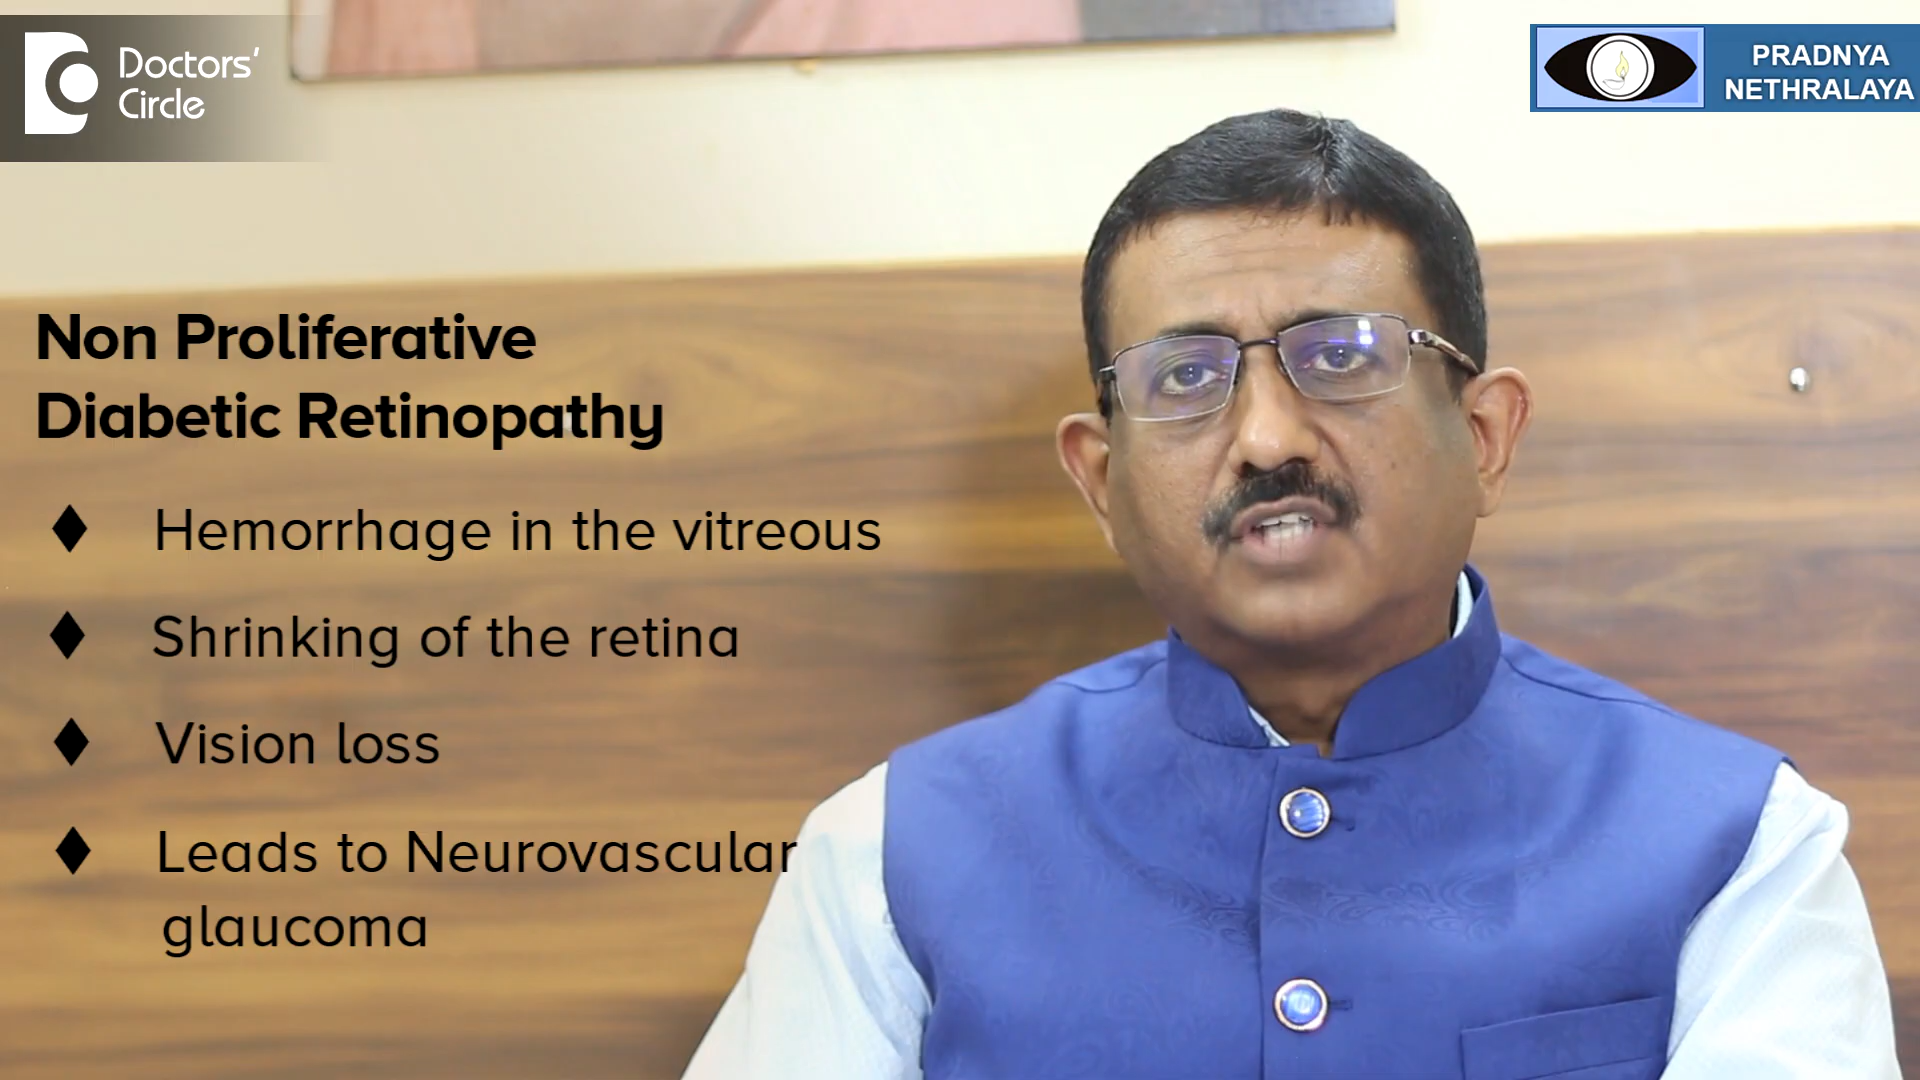 Doctors'
Circle
PRADNYA
NETHRALAYA
Non Proliferative
Diabetic Retinopathy
Hemorrhage in the vitreous
Shrinking of the retina
Vision loss
Leads to Neurovascular
glaucoma